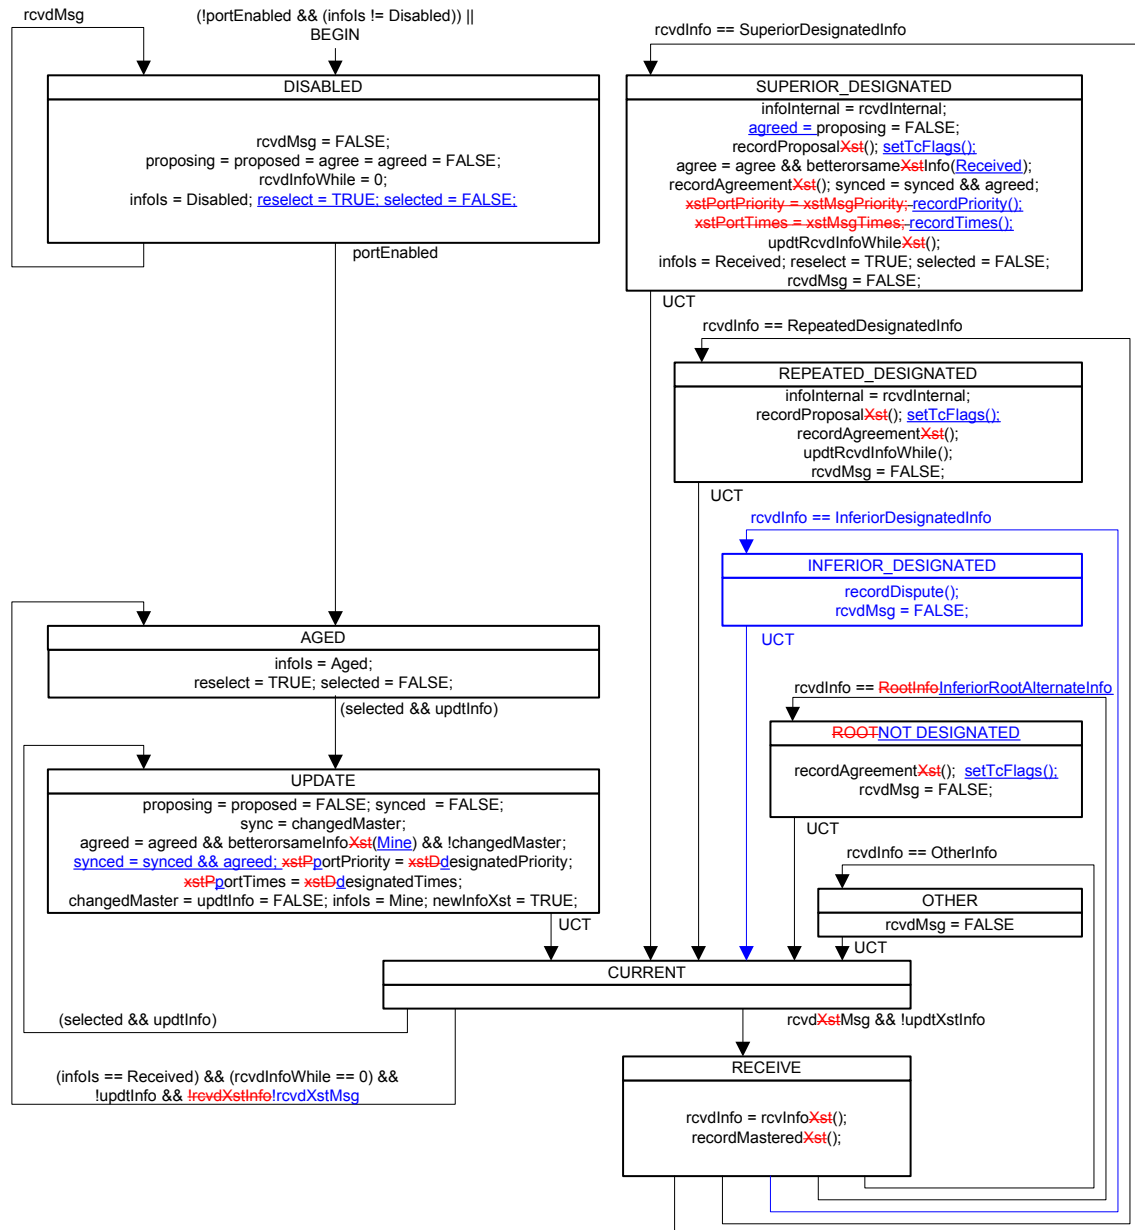 rcvdMsg
(!portEnabled && (infoIs != Disabled)) ||
BEGIN
DISABLED
rcvdMsg = FALSE;
proposing = proposed = agree = agreed = FALSE;
rcvdInfoWhile = 0;
infoIs = Disabled; reselect = TRUE; selected = FALSE;
portEnabled
rcvdInfo == SuperiorDesignatedInfo
SUPERIOR_DESIGNATED
infoInternal = rcvdInternal;
agreed = proposing = FALSE;
recordProposalXst(); setTcFlags();
agree = agree && betterorsameXstInfo(Received);
recordAgreementXst(); synced = synced && agreed;
xstPortPriority = xstMsgPriority; recordPriority();
xstPortTimes = xstMsgTimes; recordTimes();
updtRcvdInfoWhileXst();
infoIs = Received; reselect = TRUE; selected = FALSE;
rcvdMsg = FALSE;
UCT
rcvdInfo == RepeatedDesignatedInfo
REPEATED_DESIGNATED
infoInternal = rcvdInternal;
recordProposalXst(); setTcFlags();
recordAgreementXst();
updtRcvdInfoWhile();
rcvdMsg = FALSE;
UCT
rcvdInfo == InferiorDesignatedInfo
INFERIOR_DESIGNATED
recordDispute();
rcvdMsg = FALSE;
UCT
AGED
infoIs = Aged;
reselect = TRUE; selected = FALSE;
(selected && updtInfo)
rcvdInfo == RootInfoInferiorRootAlternateInfo
ROOTNOT DESIGNATED
recordAgreementXst(); setTcFlags();
rcvdMsg = FALSE;
UCT
UPDATE
proposing = proposed = FALSE; synced = FALSE;
sync = changedMaster;
agreed = agreed && betterorsameInfoXst(Mine) && !changedMaster;
synced = synced && agreed; xstPportPriority = xstDdesignatedPriority;
xstPportTimes = xstDdesignatedTimes;
changedMaster = updtInfo = FALSE; infoIs = Mine; newInfoXst = TRUE;
UCT
rcvdInfo == OtherInfo
OTHER
rcvdMsg = FALSE
UCT
CURRENT
(selected && updtInfo)
rcvdXstMsg && !updtXstInfo
(infoIs == Received) && (rcvdInfoWhile == 0) &&
!updtInfo && !rcvdXstInfo!rcvdXstMsg
RECEIVE
rcvdInfo = rcvInfoXst();
recordMasteredXst();